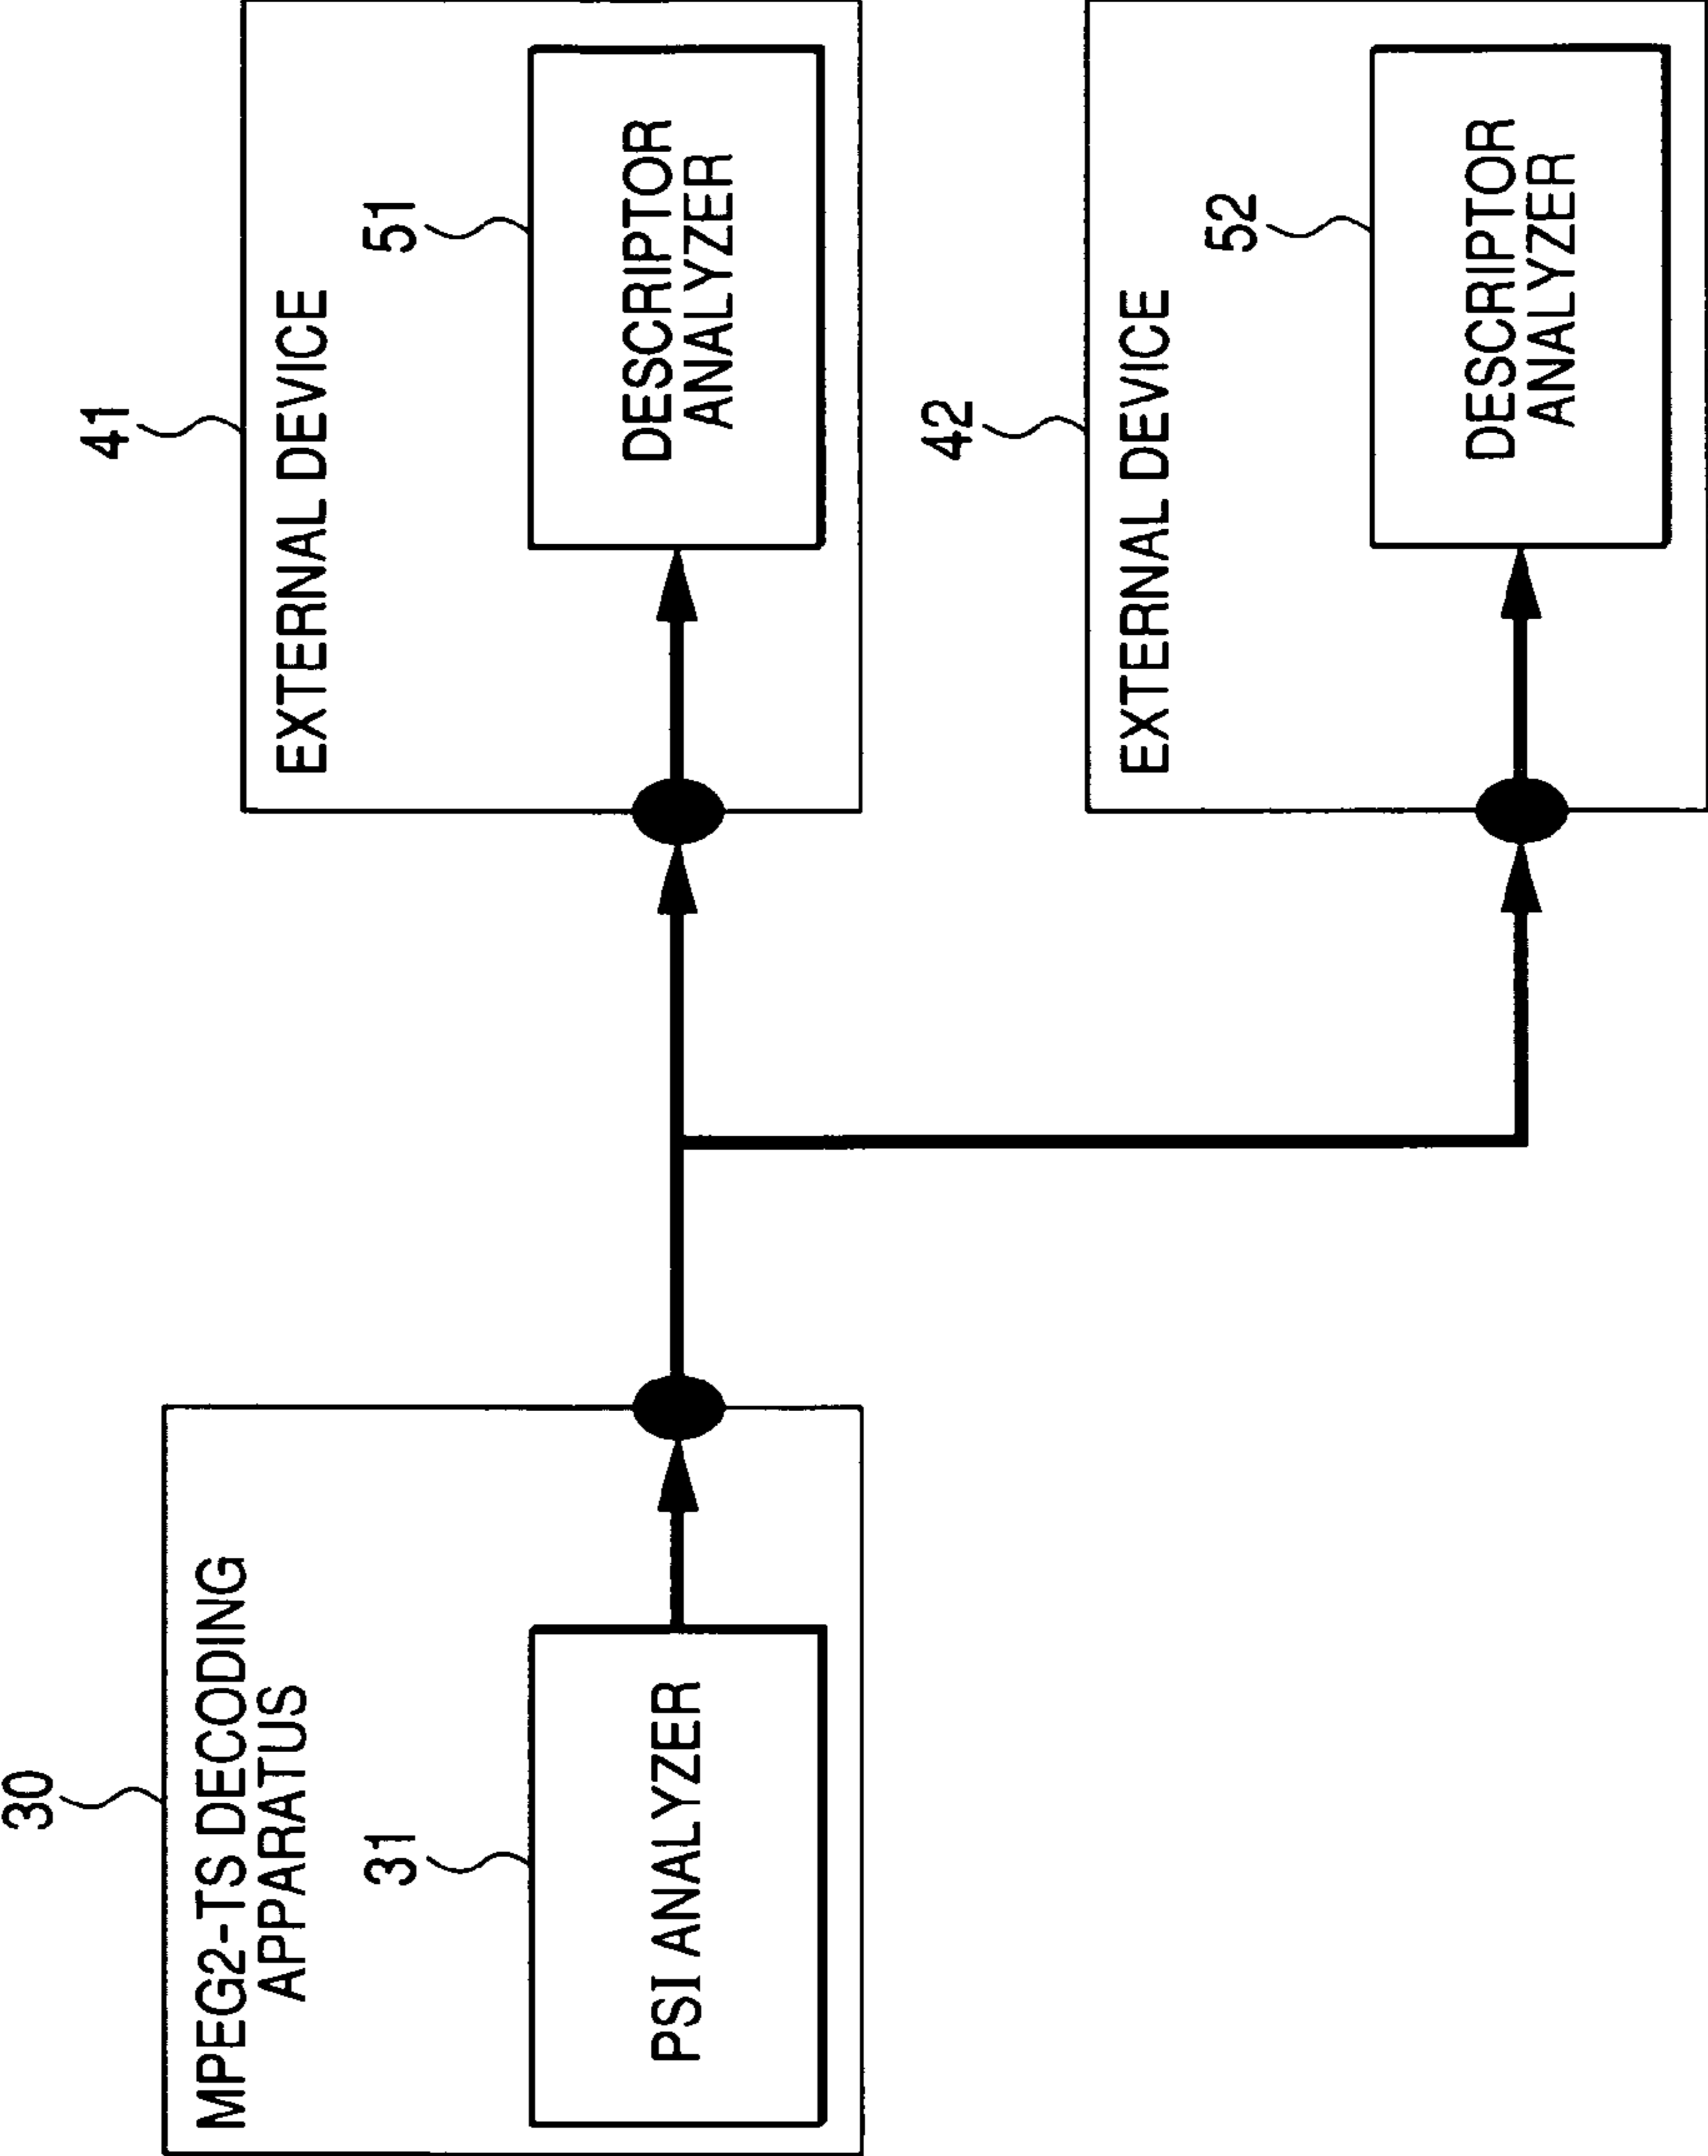 30
MPEG2-TS DECODING
APPARATUS
31
PSI ANALYZER
41
EXTERNAL DEVICE
51
DESCRIPTOR
ANALYZER
42
EXTERNAL DEVICE
52
DESCRIPTOR
ANALYZER